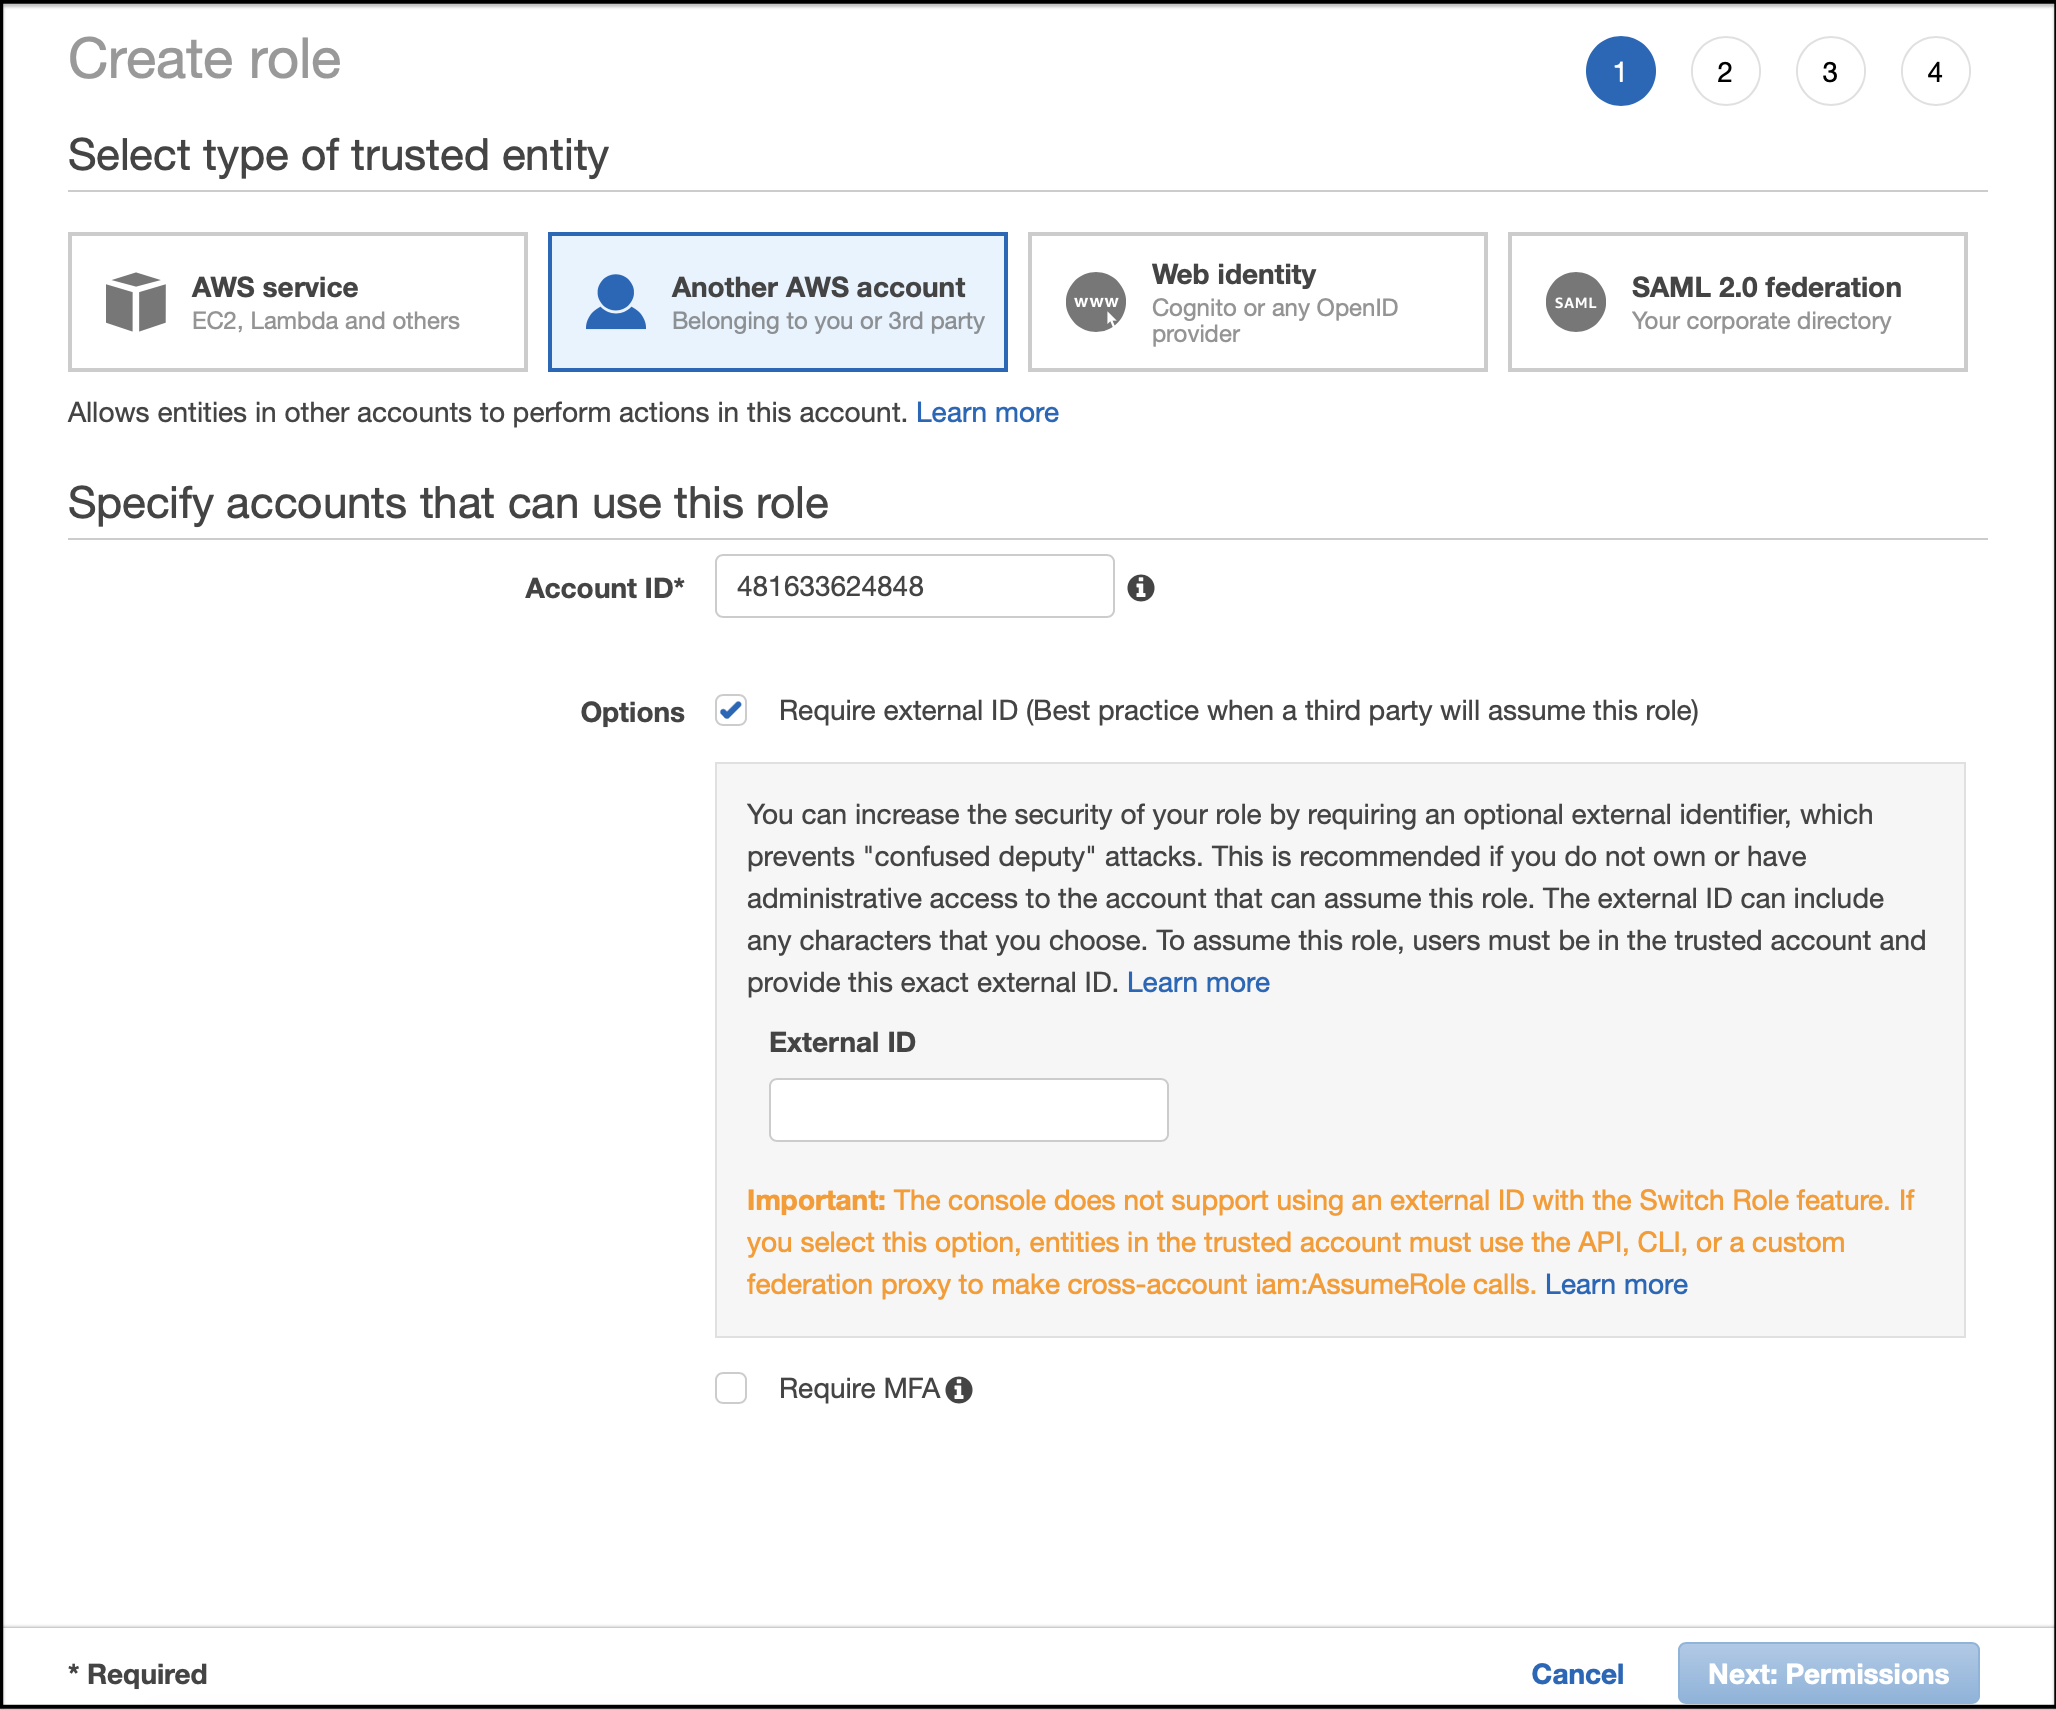 Create role
1
2
3
4
Select type of trusted entity
AWS service
EC2, Lambda and others
Another AWS account
Belonging to you or 3rd party
www
Web identity
Cognito or any OpenID
provider
SAML
SAML 2.0 federation
Your corporate directory
Allows entities in other accounts to perform actions in this account. Learn more
Specify accounts that can use this role
Account ID*
481633624848
Options
Require external ID (Best practice when a third party will assume this role)
You can increase the security of your role by requiring an optional external identifier, which
prevents "confused deputy" attacks. This is recommended if you do not own or have
administrative access to the account that can assume this role. The external ID can include
any characters that you choose. To assume this role, users must be in the trusted account and
provide this exact external ID. Learn more
External ID
Important: The console does not support using an external ID with the Switch Role feature. If
you select this option, entities in the trusted account must use the API, CLI, or a custom
federation proxy to make cross-account iam:AssumeRole calls. Learn more
Require MFA
* Required
Cancel
Next: Permissions